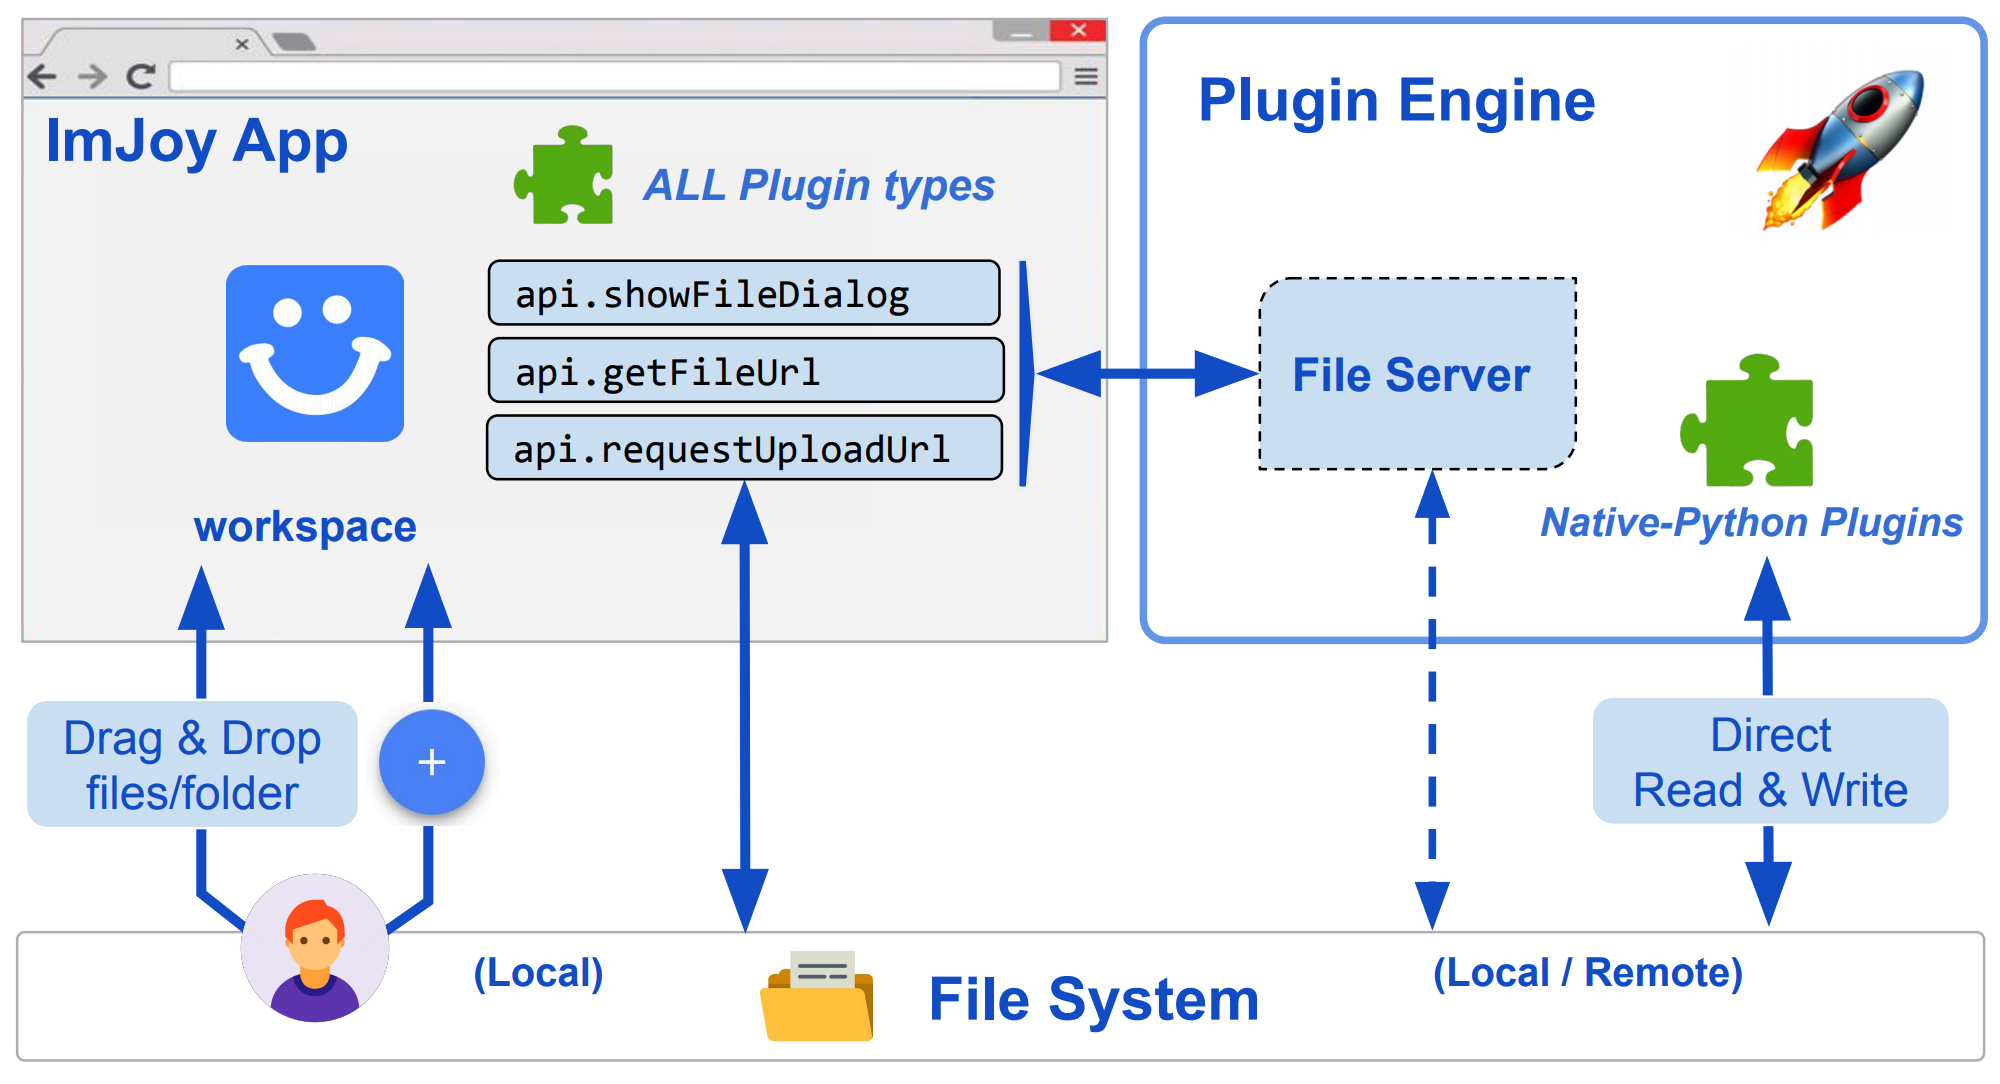 ImJoy App
ALL Plugin types
api.showFileDialog
api.getFileUrl
api.requestUploadUrl
workspace
Plugin Engine
File Server
Native-Python Plugins
Drag & Drop
files/folder
+
Direct
Read & Write
(Local)
File System
(Local / Remote)